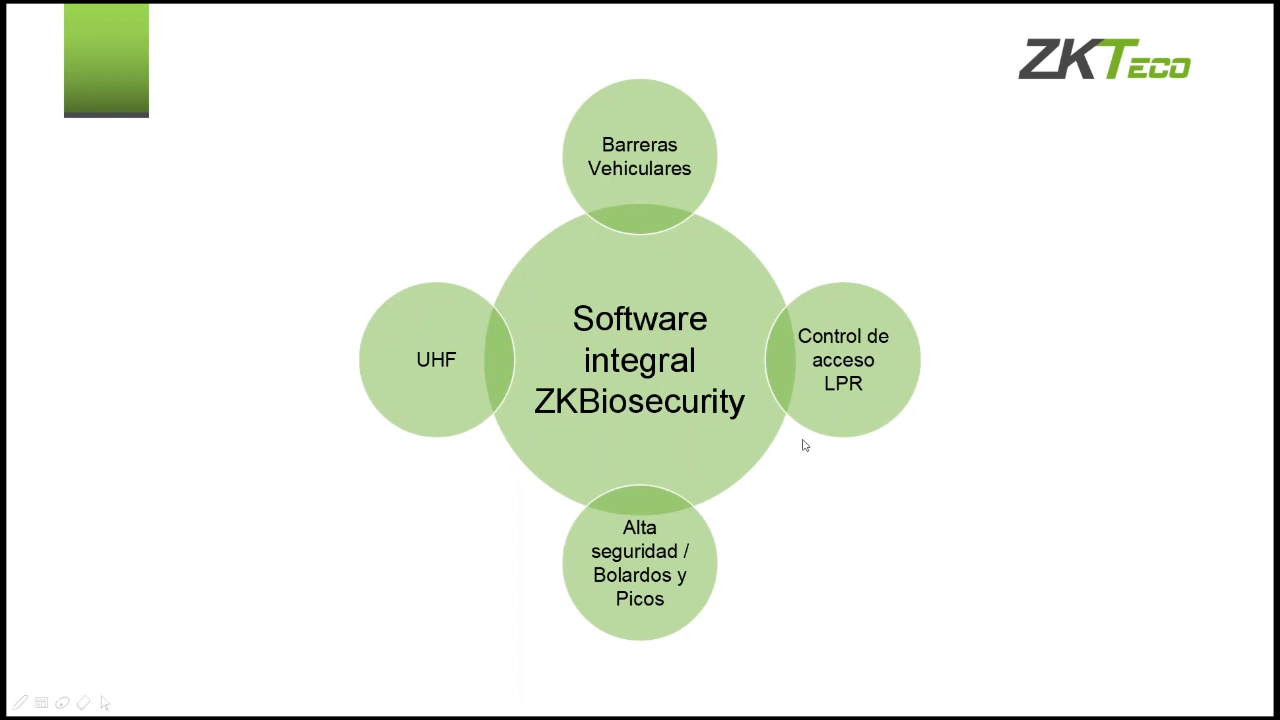 ZKTECO
Barreras
Vehiculares
Software
integral
ZKBiosecurity
UHF
Control de
acceso
LPR
Alta
seguridad /
Bolardos y
Picos